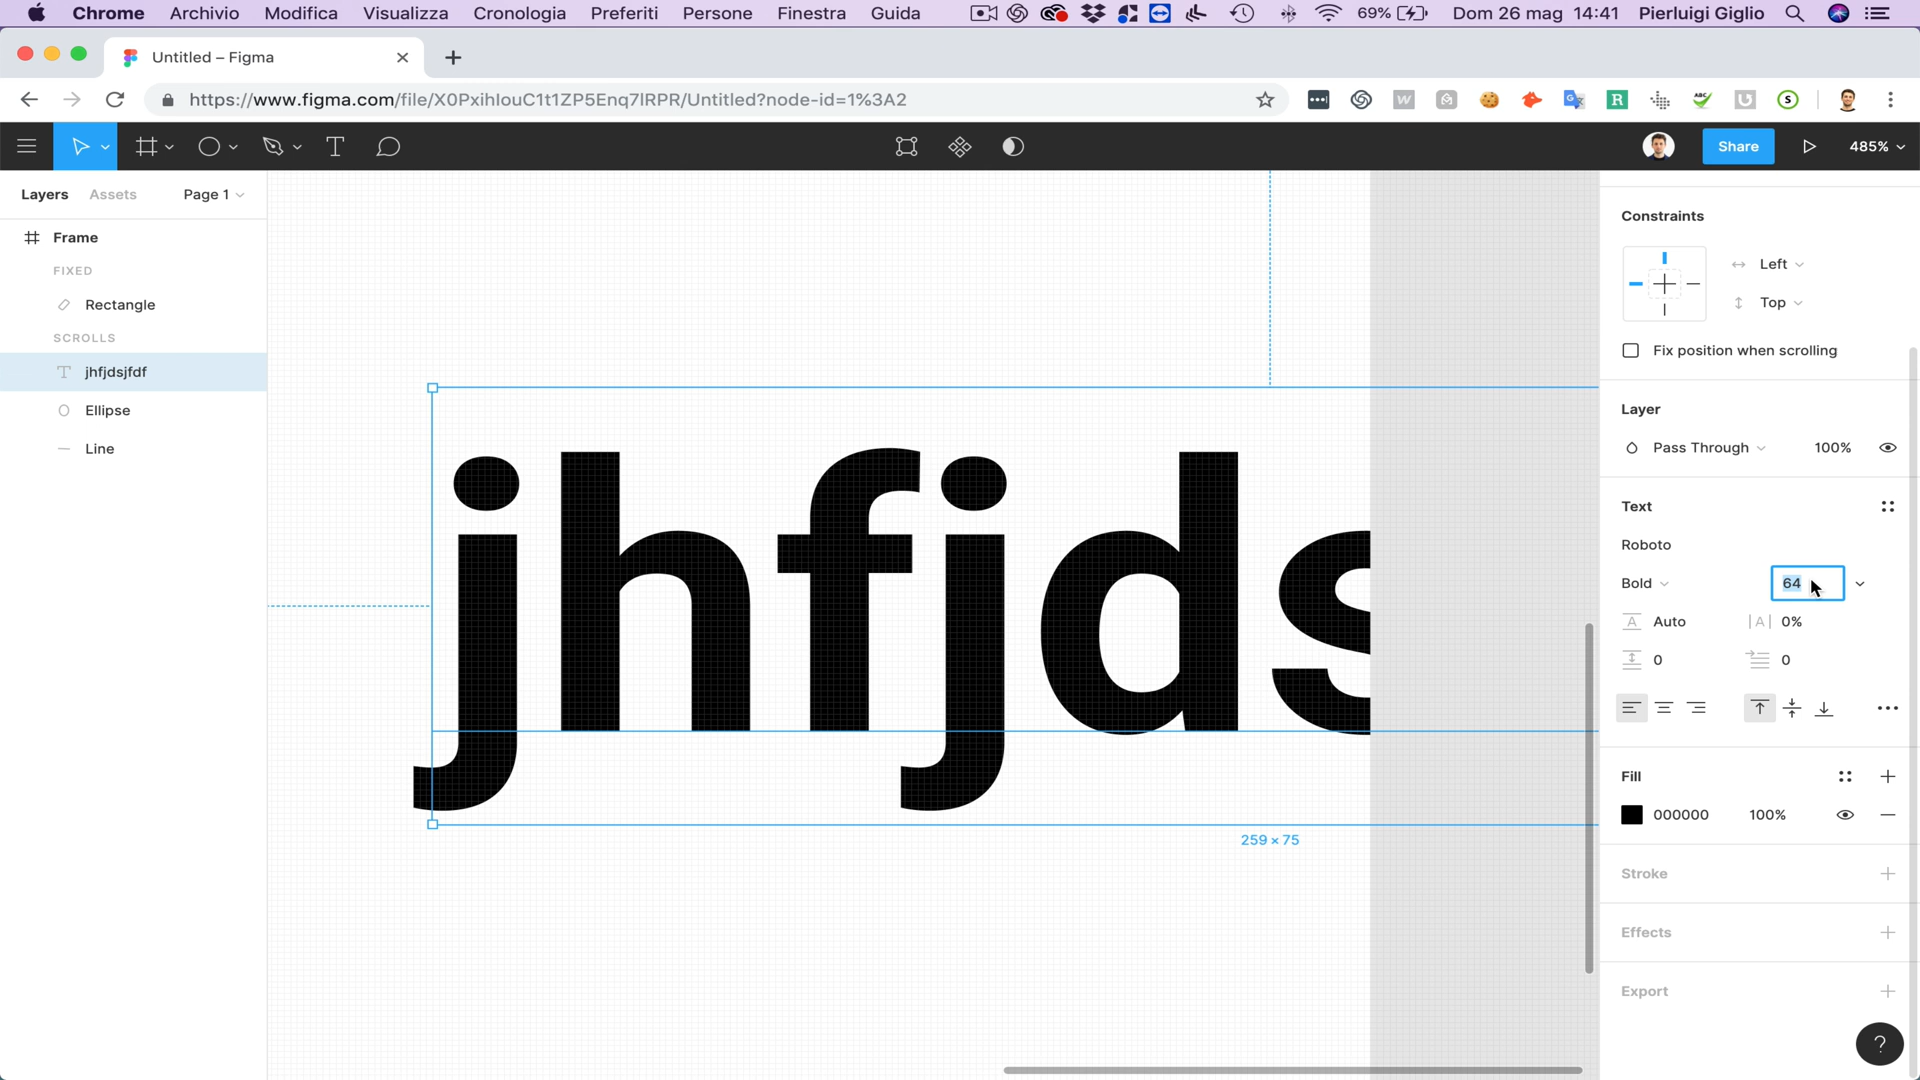 Chrome Archivio Modifica Visualizza Cronologia Preferiti Persone Finestra Guida 69% Dom 26 mag 14:41 Pierluigi Giglio
Untitled – Figma
https://www.figma.com/file/X0PxihIouC1t1ZP5Enq7lRPR/Untitled?node-id=1%3A2
Share 485%
Layers Assets Page 1
Frame
FIXED
Rectangle
SCROLLS
jhfjdsjfdf
Ellipse
Line
jhfjds
259 × 75
Constraints
Left
Top
Fix position when scrolling
Layer
Pass Through 100%
Text
Roboto
Bold 64
Auto 0%
0 0
Fill
000000 100%
Stroke
Effects
Export
?